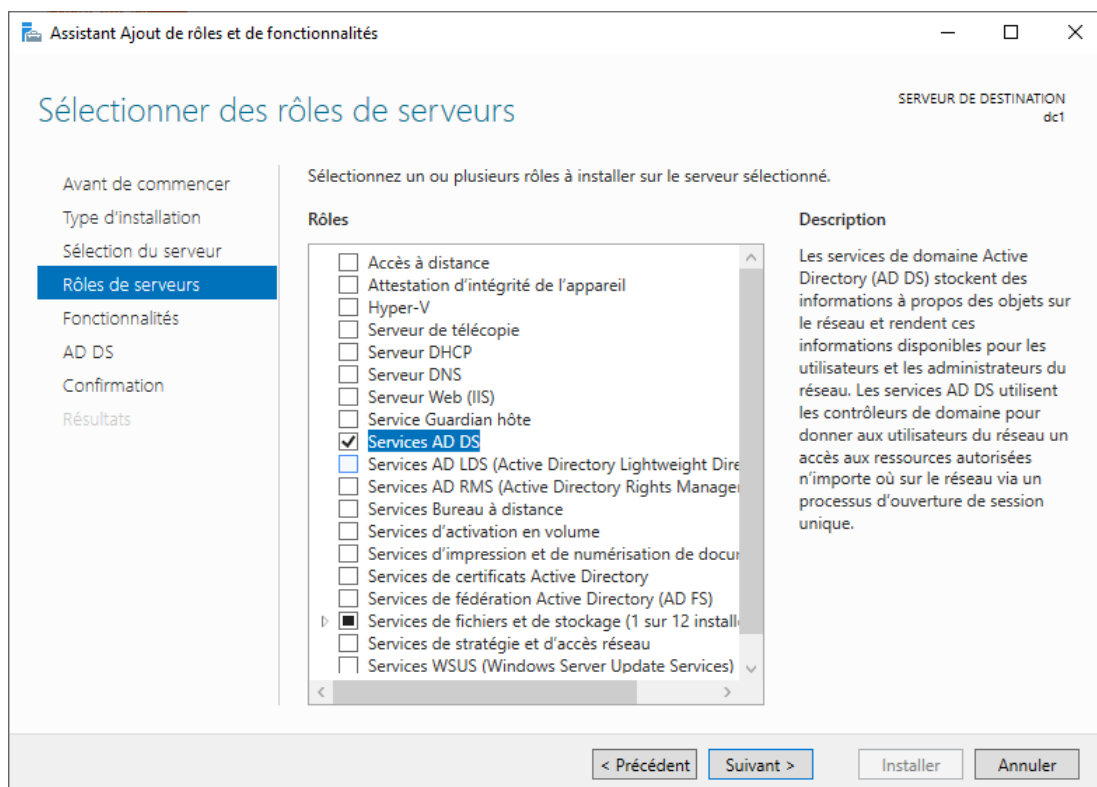 Assistant Ajout de rôles et de fonctionnalités
Sélectionner des rôles de serveurs
SERVEUR DE DESTINATION
dc1
Avant de commencer
Type d'installation
Sélection du serveur
Rôles de serveurs
Fonctionnalités
AD DS
Confirmation
Résultats
Sélectionnez un ou plusieurs rôles à installer sur le serveur sélectionné.
Rôles
Accès à distance
Attestation d'intégrité de l'appareil
Hyper-V
Serveur de télécopie
Serveur DHCP
Serveur DNS
Serveur Web (IIS)
Service Guardian hôte
Services AD DS
Services AD LDS (Active Directory Lightweight Dire
Services AD RMS (Active Directory Rights Manage
Services Bureau à distance
Services d'activation en volume
Services d'impression et de numérisation de docu
Services de certificats Active Directory
Services de fédération Active Directory (AD FS)
Services de fichiers et de stockage (1 sur 12 install
Services de stratégie et d'accès réseau
Services WSUS (Windows Server Update Services)
Description
Les services de domaine Active
Directory (AD DS) stockent des
informations à propos des objets sur
le réseau et rendent ces
informations disponibles pour les
utilisateurs et les administrateurs du
réseau. Les services AD DS utilisent
les contrôleurs de domaine pour
donner aux utilisateurs du réseau un
accès aux ressources autorisées
n'importe où sur le réseau via un
processus d'ouverture de session
unique.
< Précédent
Suivant >
Installer
Annuler